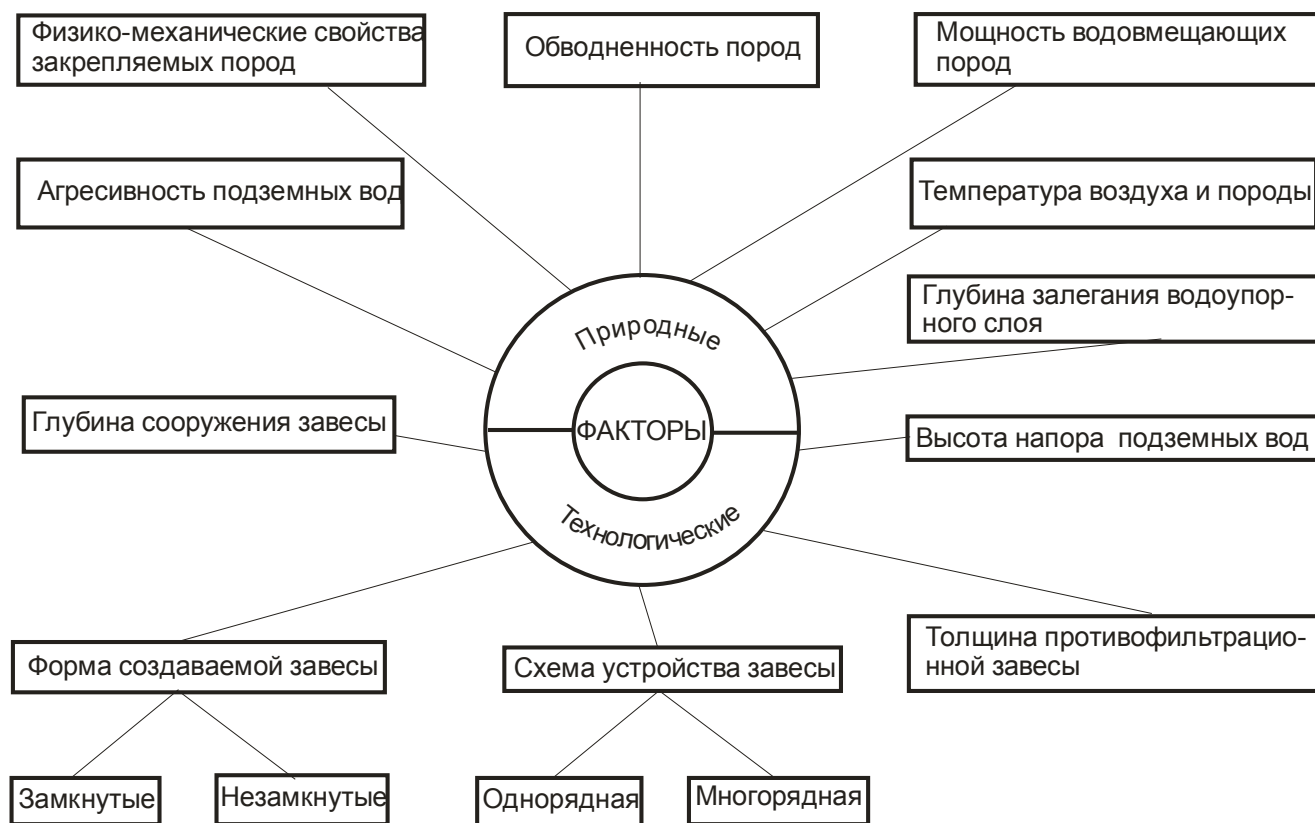 Физико-механические свойства
закрепляемых пород
Обводненность пород
Мощность водовмещающих
пород
Агресивность подземных вод
Температура воздуха и породы
Глубина залегания водоупор-
ного слоя
Природные
Глубина сооружения завесы
ФАКТОРЫ
Высота напора подземных вод
Технологические
Форма создаваемой завесы
Схема устройства завесы
Толщина противофильтрацио-
нной завесы
Замкнутые
Незамкнутые
Однорядная
Многорядная